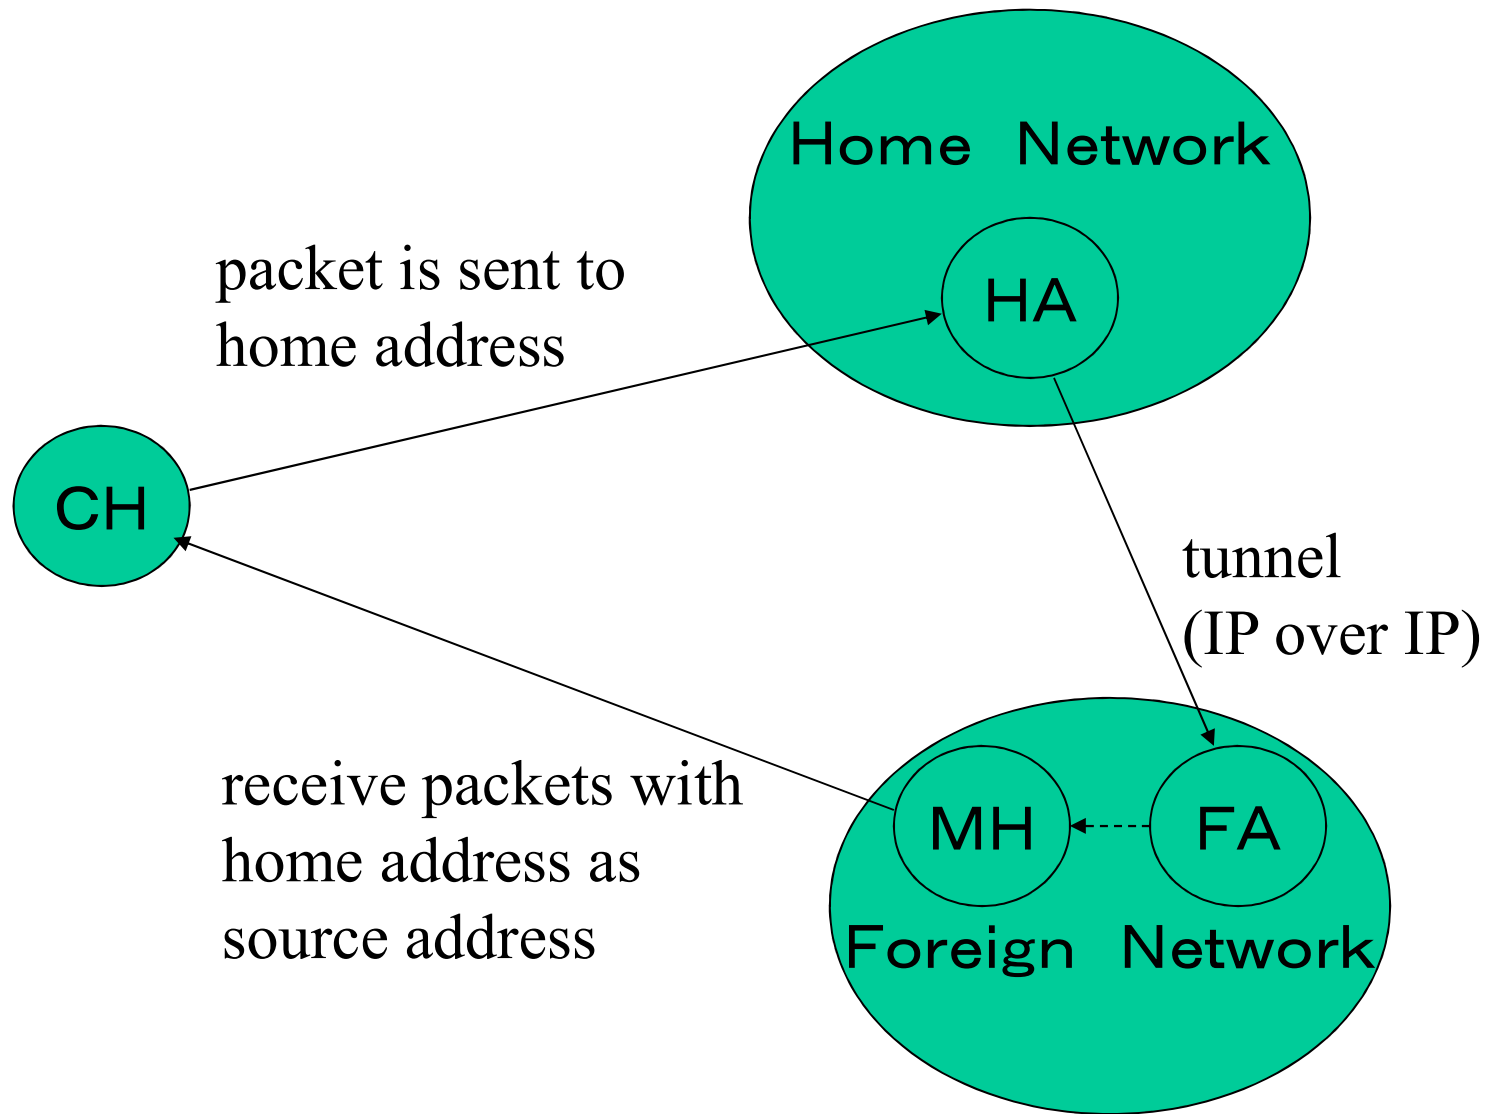 Home Network
HA
packet is sent to
home address
CH
tunnel
(IP over IP)
receive packets with
home address as
source address
MH
FA
Foreign Network